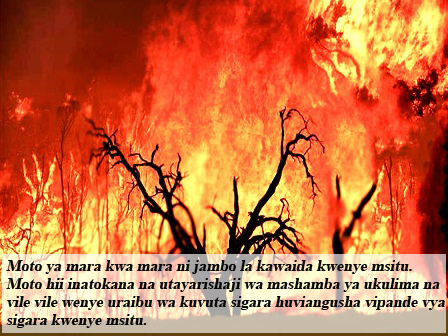 Moto ya mara kwa mara ni jambo la kawaida kwenye msitu.
Moto hii inatokana na utayarishaji wa mashamba ya ukulima na
vile vile wenye uraibu wa kuvuta sigara huviangusha vipande vya
sigara kwenye msitu.